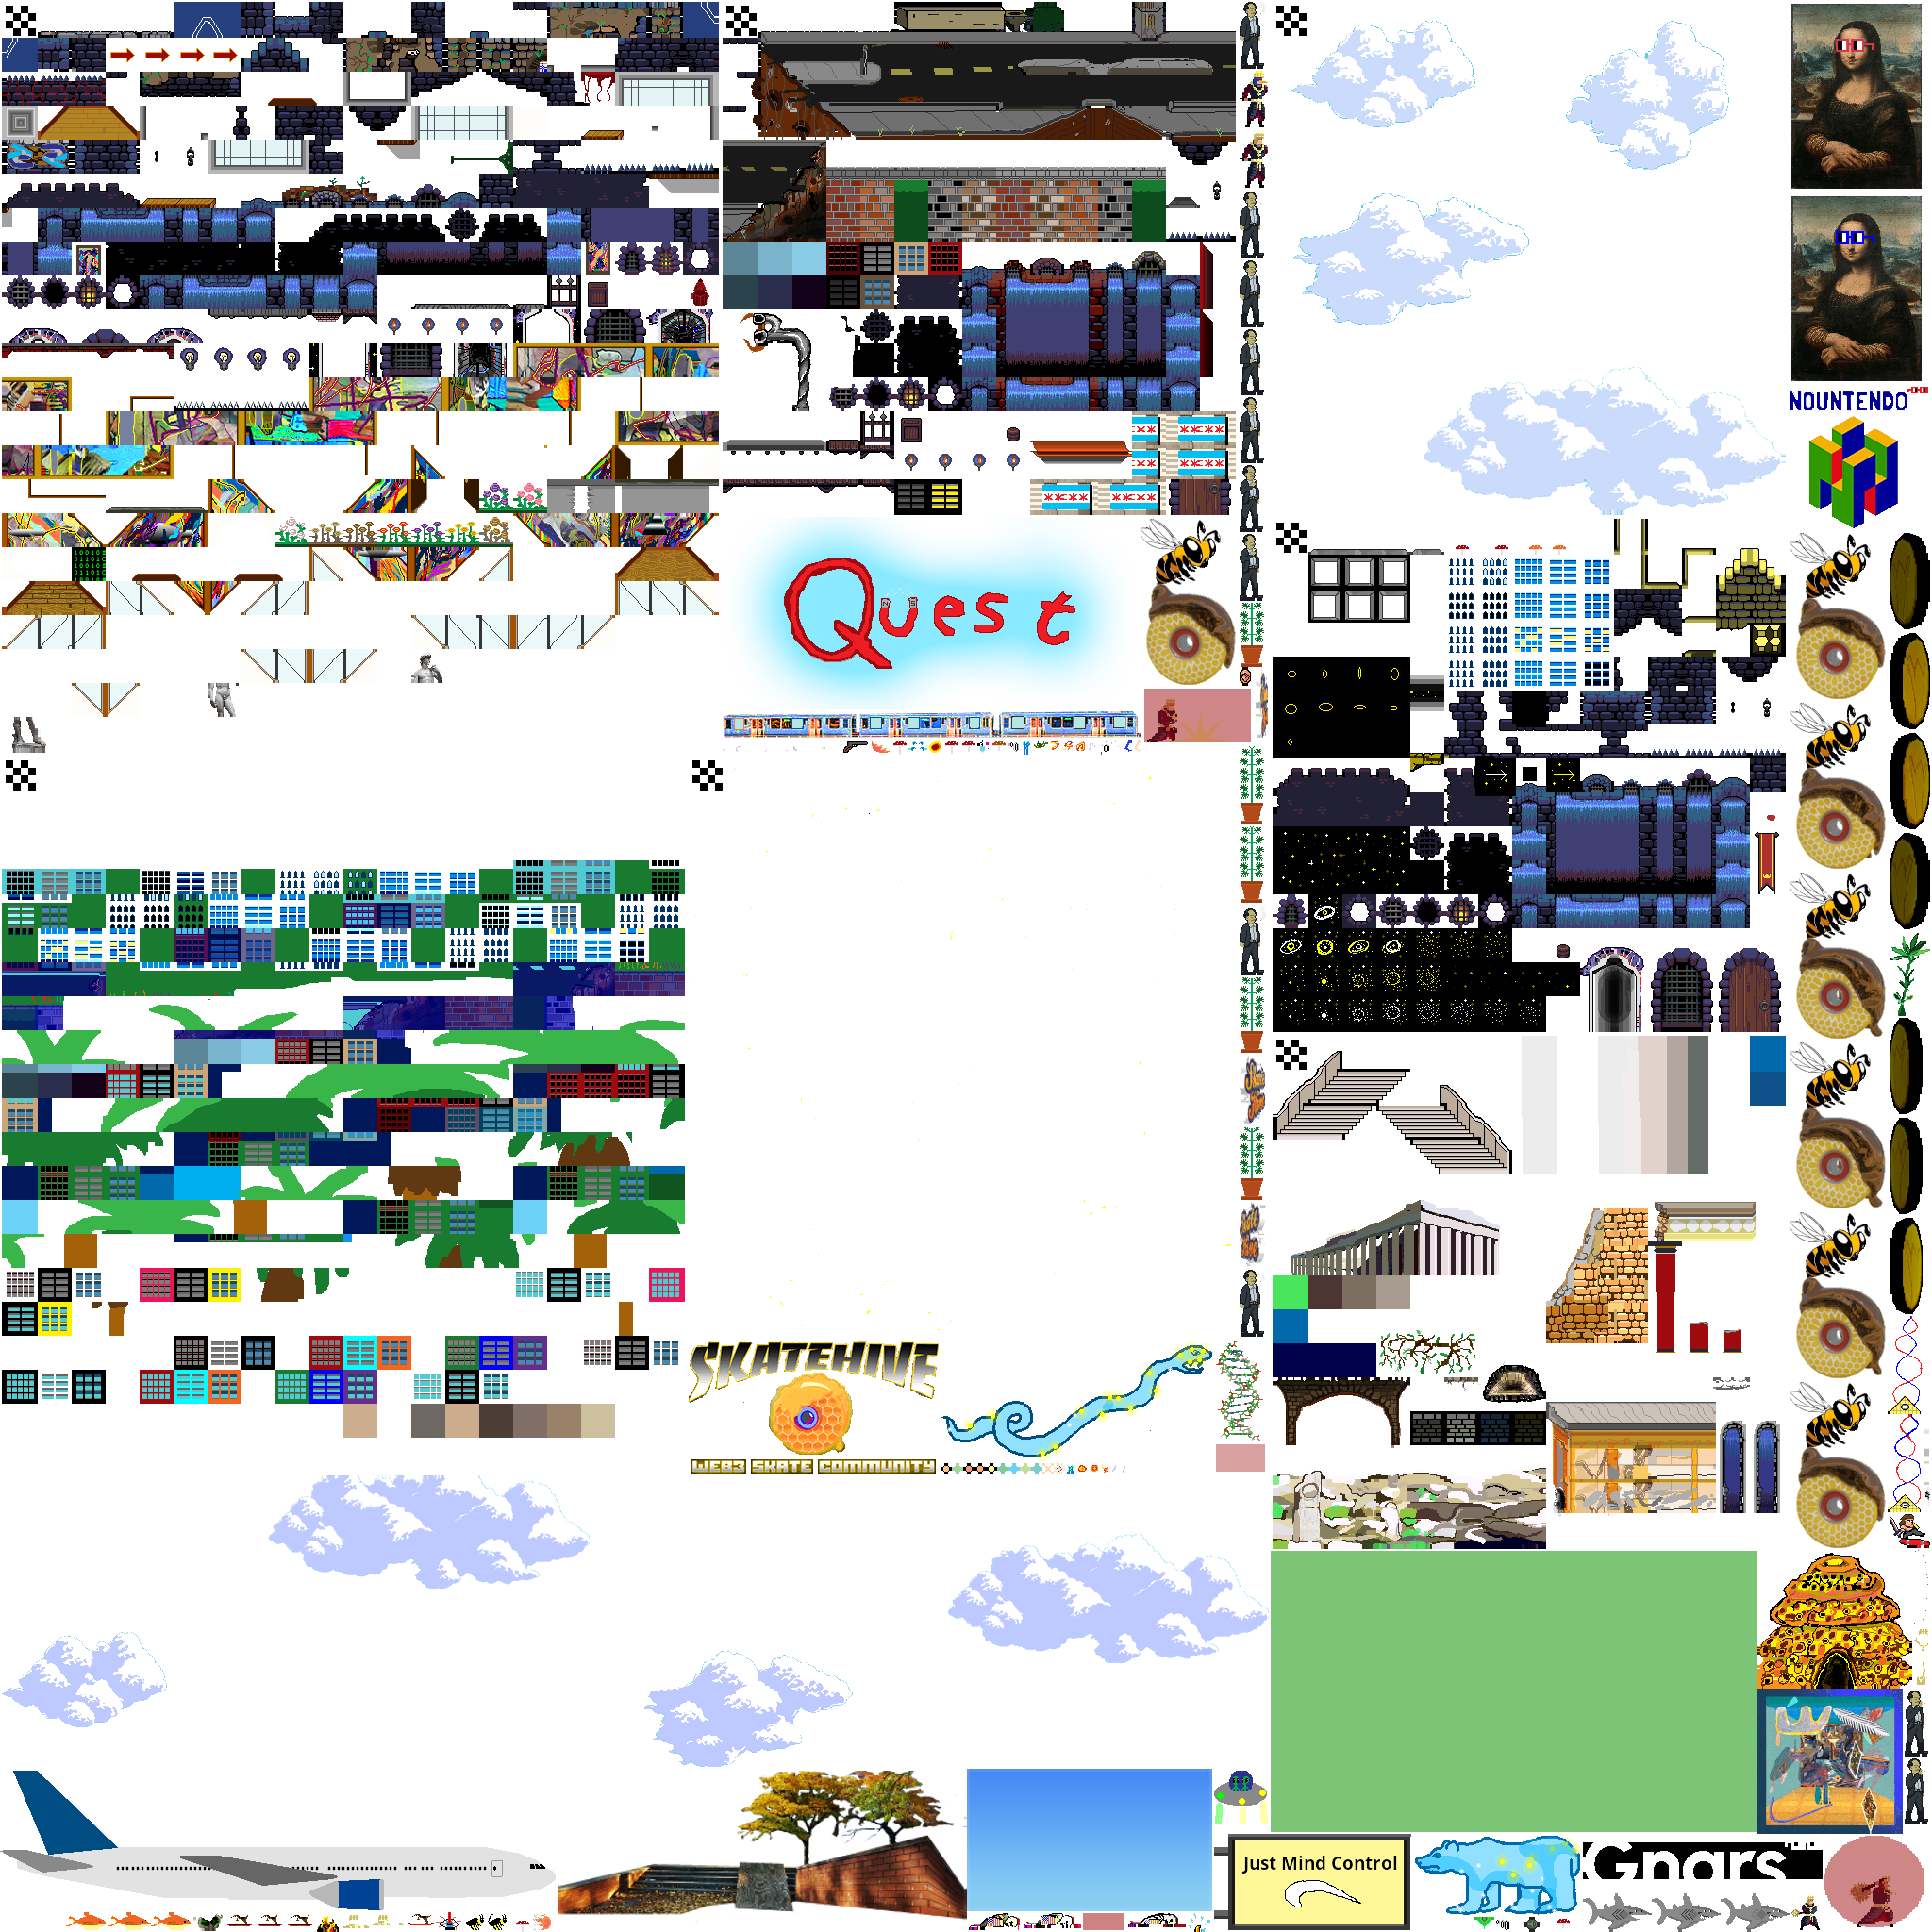 NOUNTENDO
Quest
N S
SKATEHIVE
WEB3 SKATE COMMUNITY
Just Mind Control
Gnars